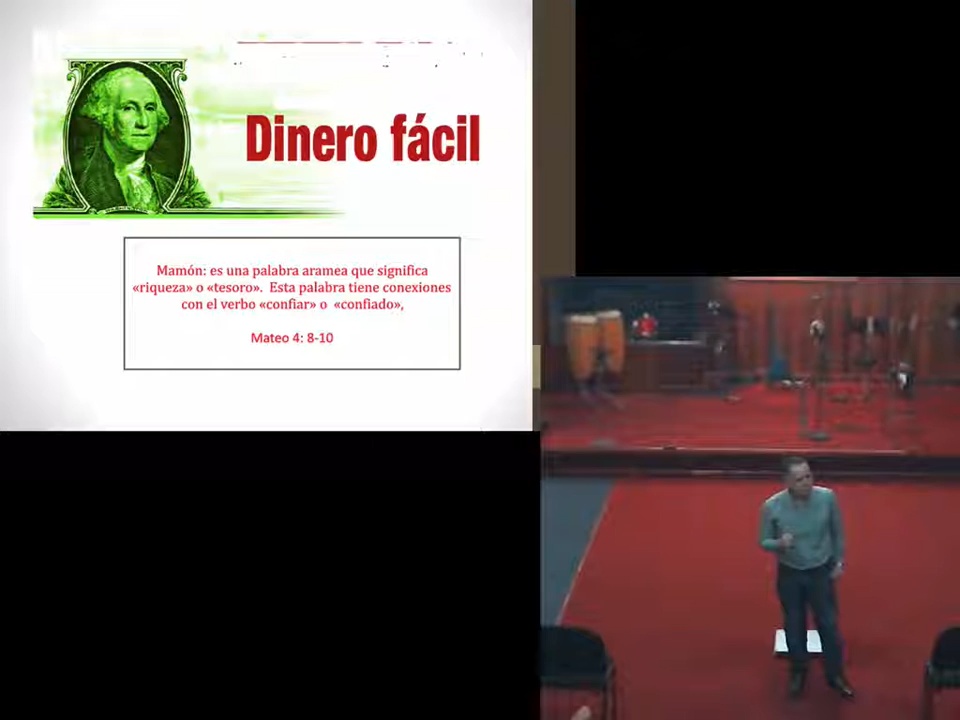 Dinero fácil
Mamón: es una palabra aramea que significa
«riqueza» o «tesoro». Esta palabra tiene conexiones
con el verbo «confiar» o «confiado»,
Mateo 4: 8-10